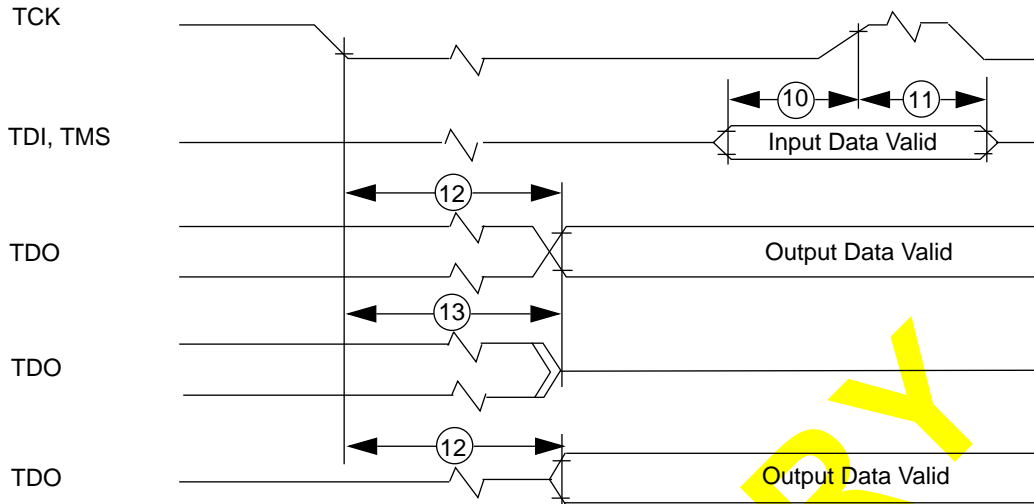 TCK
10
11
TDI, TMS
Input Data Valid
12
TDO
Output Data Valid
13
TDO
12
TDO
Output Data Valid
R Y